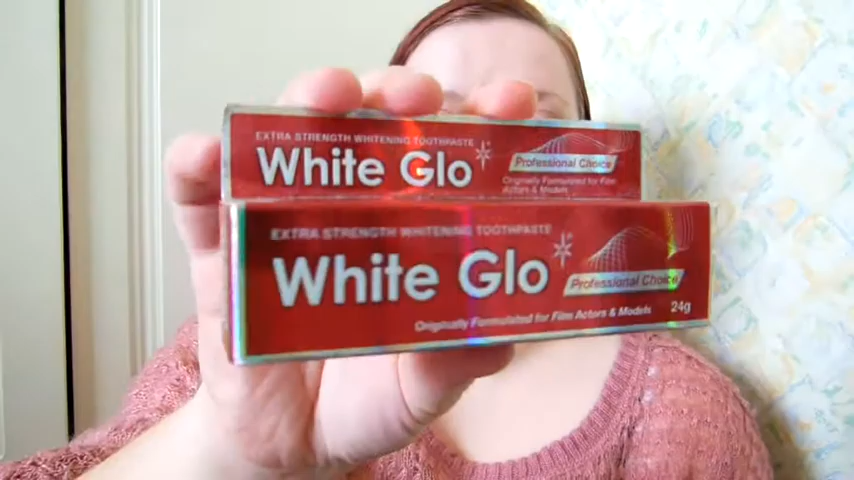 EXTRA STRENGTH WHITENING TOOTHPASTE
White Glo
Professional Choice
Originally Formulated for Film
Actors & Models
EXTRA STRENGTH WHITENING TOOTHPASTE
White Glo
Professional Choice
24g
Originally Formulated for Film Actors & Models